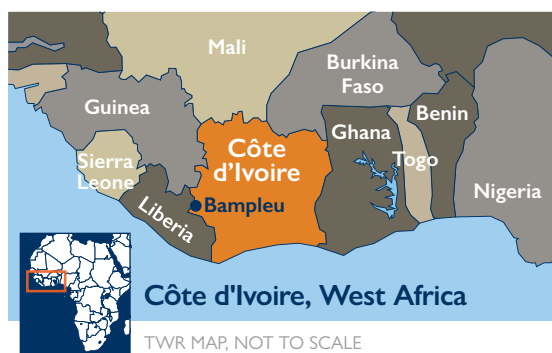 Mali
Burkina
Faso
Guinea
Benin
Ghana
Côte
d’Ivoire
Togo
Sierra
Leone
Nigeria
Liberia
Bampleu
Côte d'Ivoire, West Africa
TWR MAP, NOT TO SCALE